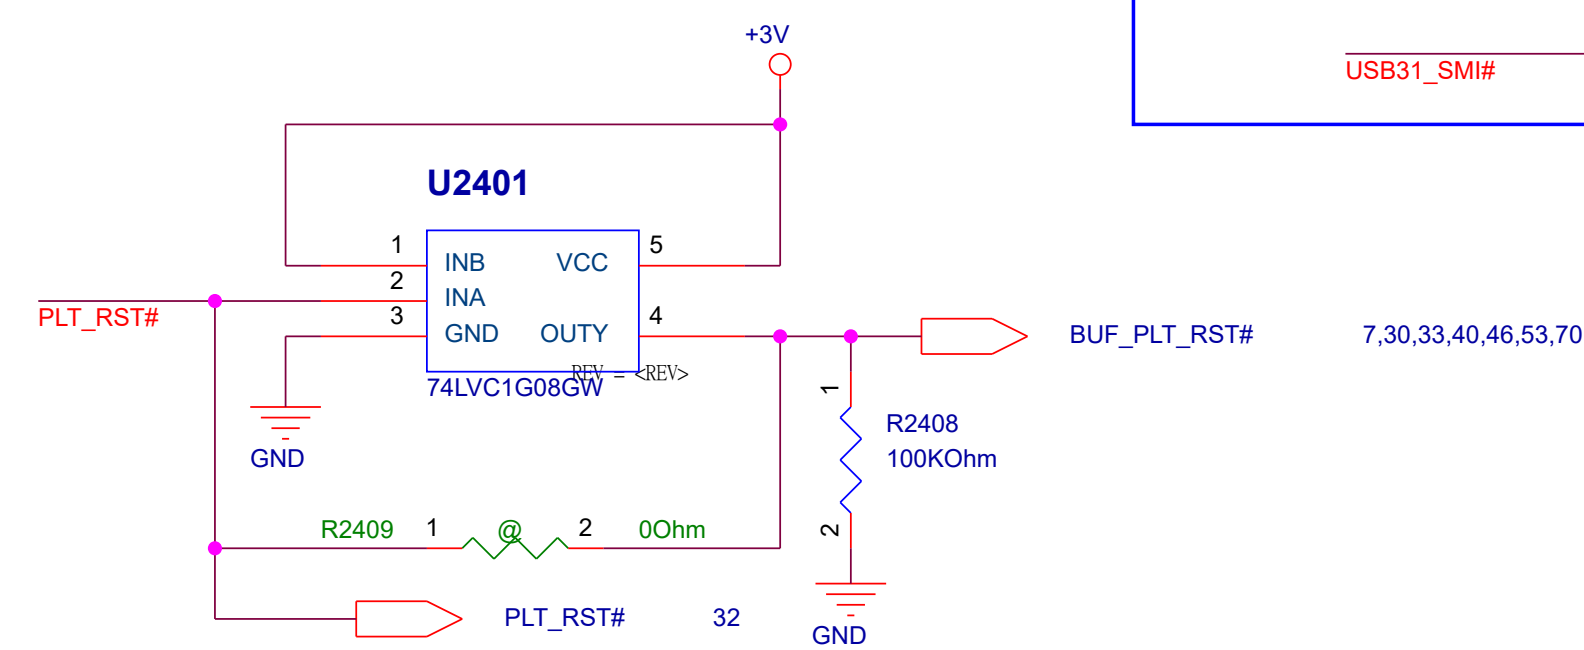 +3V
USB31_SMI#
U2401
1
INB
VCC
5
2
INA
PLT_RST#
3
GND
OUTY
4
BUF_PLT_RST#
7,30,33,40,46,53,70
REV = <REV>
74LVC1G08GW
1
R2408
100KOhm
GND
R2409
1
@
2
0Ohm
2
PLT_RST#
32
GND